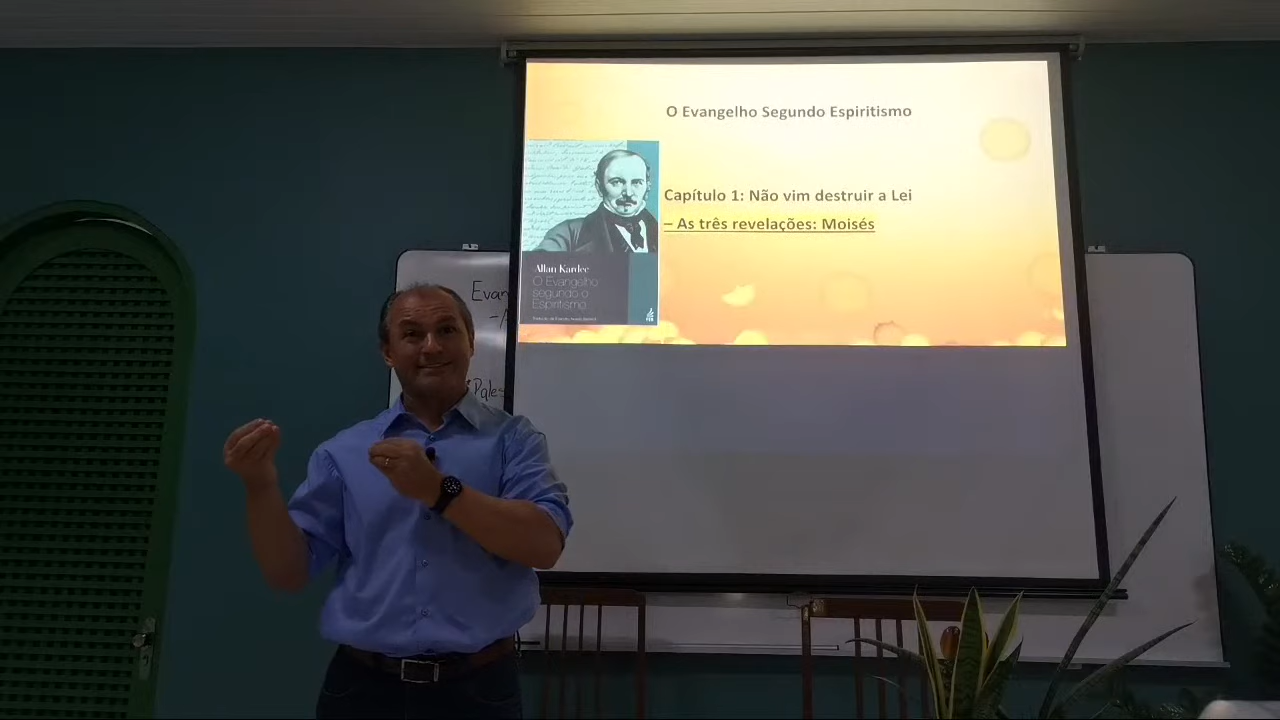 O Evangelho Segundo Espiritismo
Capítulo 1: Não vim destruir a Lei
– As três revelações: Moisés
Allan Kardec
O Evangelho
segundo o
Espiritismo